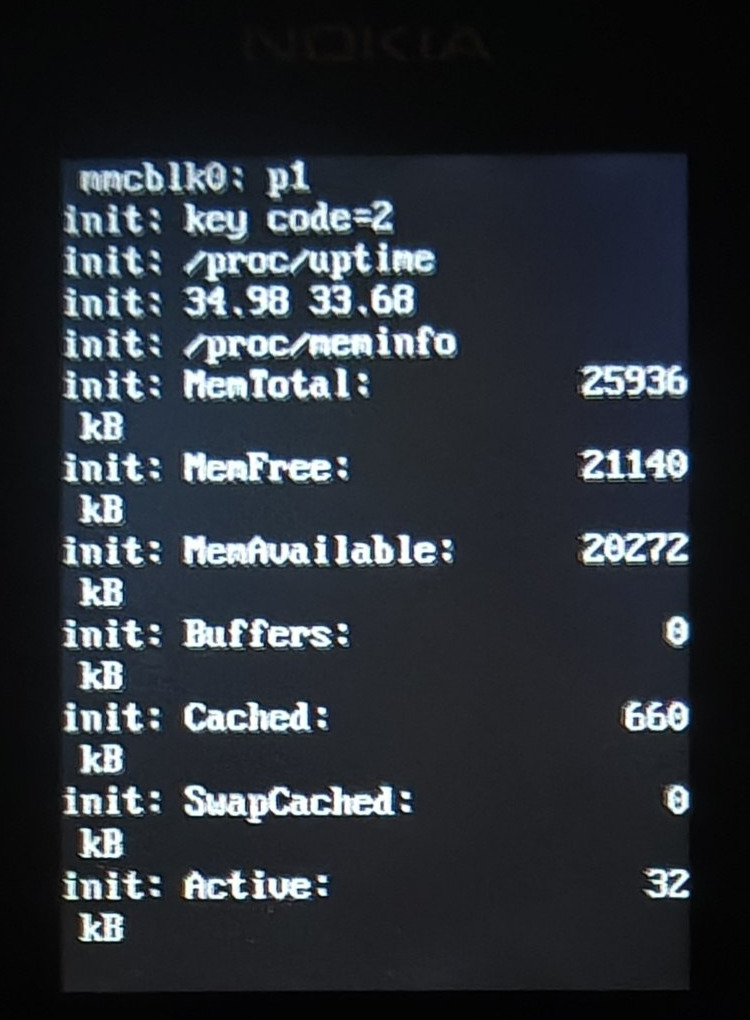 NOKIA
mmcblk0: p1
init: key code=2
init: /proc/uptime
init: 34.98 33.68
init: /proc/meminfo
init: MemTotal: 25936
kB
init: MemFree: 21140
kB
init: MemAvailable: 20272
kB
init: Buffers: 0
kB
init: Cached: 660
kB
init: SwapCached: 0
kB
init: Active: 32
kB